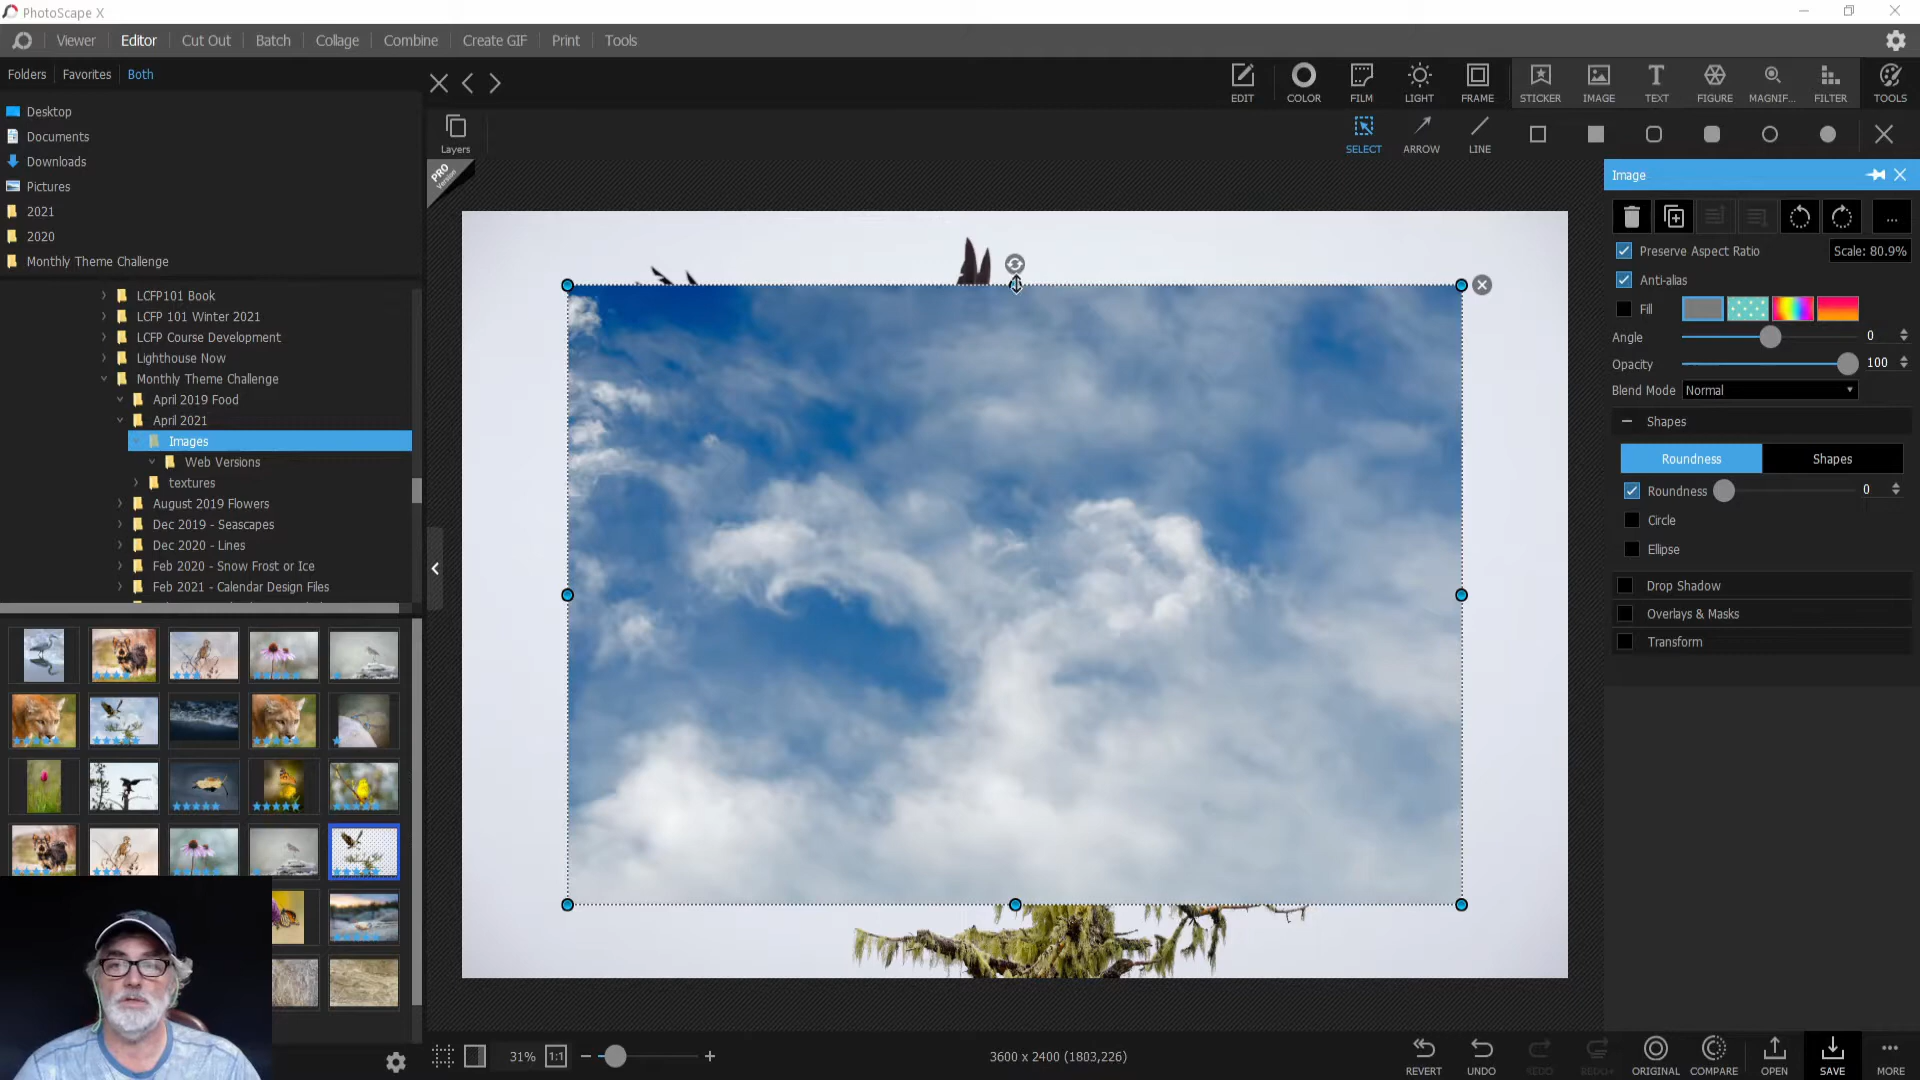 PhotoScape X
Viewer Editor Cut Out Batch Collage Combine Create GIF Print Tools
Folders Favorites Both
Desktop
Documents
Downloads
Pictures
2021
2020
Monthly Theme Challenge
LCFP101 Book
LCFP 101 Winter 2021
LCFP Course Development
Lighthouse Now
Monthly Theme Challenge
April 2019 Food
April 2021
Images
Web Versions
textures
August 2019 Flowers
Dec 2019 - Seascapes
Dec 2020 - Lines
Feb 2020 - Snow Frost or Ice
Feb 2021 - Calendar Design Files
EDIT COLOR FILM LIGHT FRAME STICKER IMAGE TEXT FIGURE MAGNIF... FILTER TOOLS
Layers
SELECT ARROW LINE
PRO
Version
Image
...
Preserve Aspect Ratio Scale: 80.9%
Anti-alias
Fill
Angle 0
Opacity 100
Blend Mode Normal
Shapes
Roundness Shapes
Roundness 0
Circle
Ellipse
Drop Shadow
Overlays & Masks
Transform
31% 1:1 3600 x 2400 (1803,226)
REVERT UNDO REDO REDO+ ORIGINAL COMPARE OPEN SAVE MORE